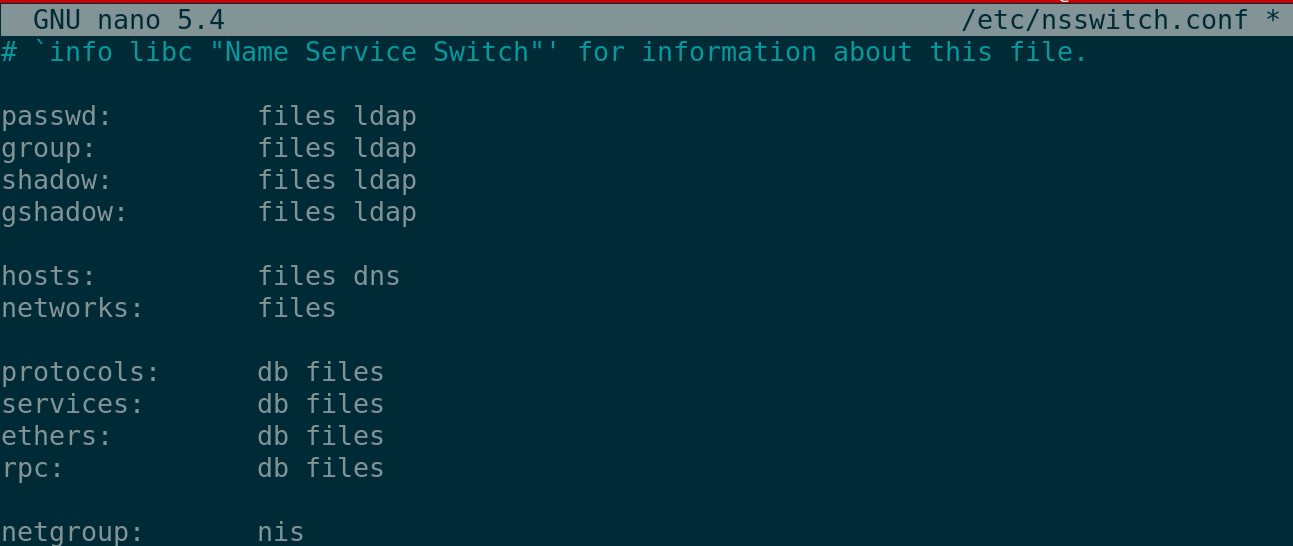 GNU nano 5.4 /etc/nsswitch.conf *
# `info libc "Name Service Switch"' for information about this file.
passwd: files ldap
group: files ldap
shadow: files ldap
gshadow: files ldap
hosts: files dns
networks: files
protocols: db files
services: db files
ethers: db files
rpc: db files
netgroup: nis